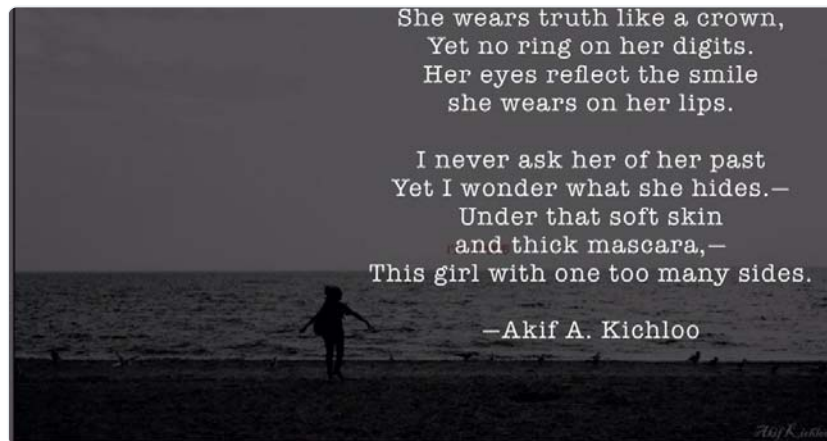 She wears truth like a crown,
Yet no ring on her digits.
Her eyes reflect the smile
she wears on her lips.
I never ask her of her past
Yet I wonder what she hides.—
Under that soft skin
and thick mascara,—
This girl with one too many sides.
—Akif A. Kichloo
Akif Kichloo